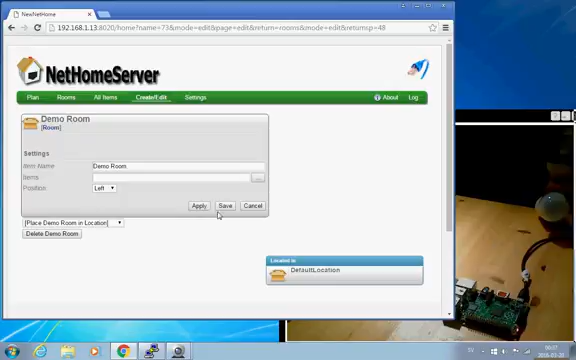 NewNetHome
192.168.1.13:8020/home?name=73&mode=edit&page=edit&return=rooms&mode=edit&returnsp=48
NetHomeServer
Plan Rooms All Items Create/Edit Settings About Log
Demo Room
[Room]
Settings
Item Name Demo Room
Items ...
Position Left
Apply Save Cancel
[Place Demo Room in Location]
Delete Demo Room
Located in
DefaultLocation
SV